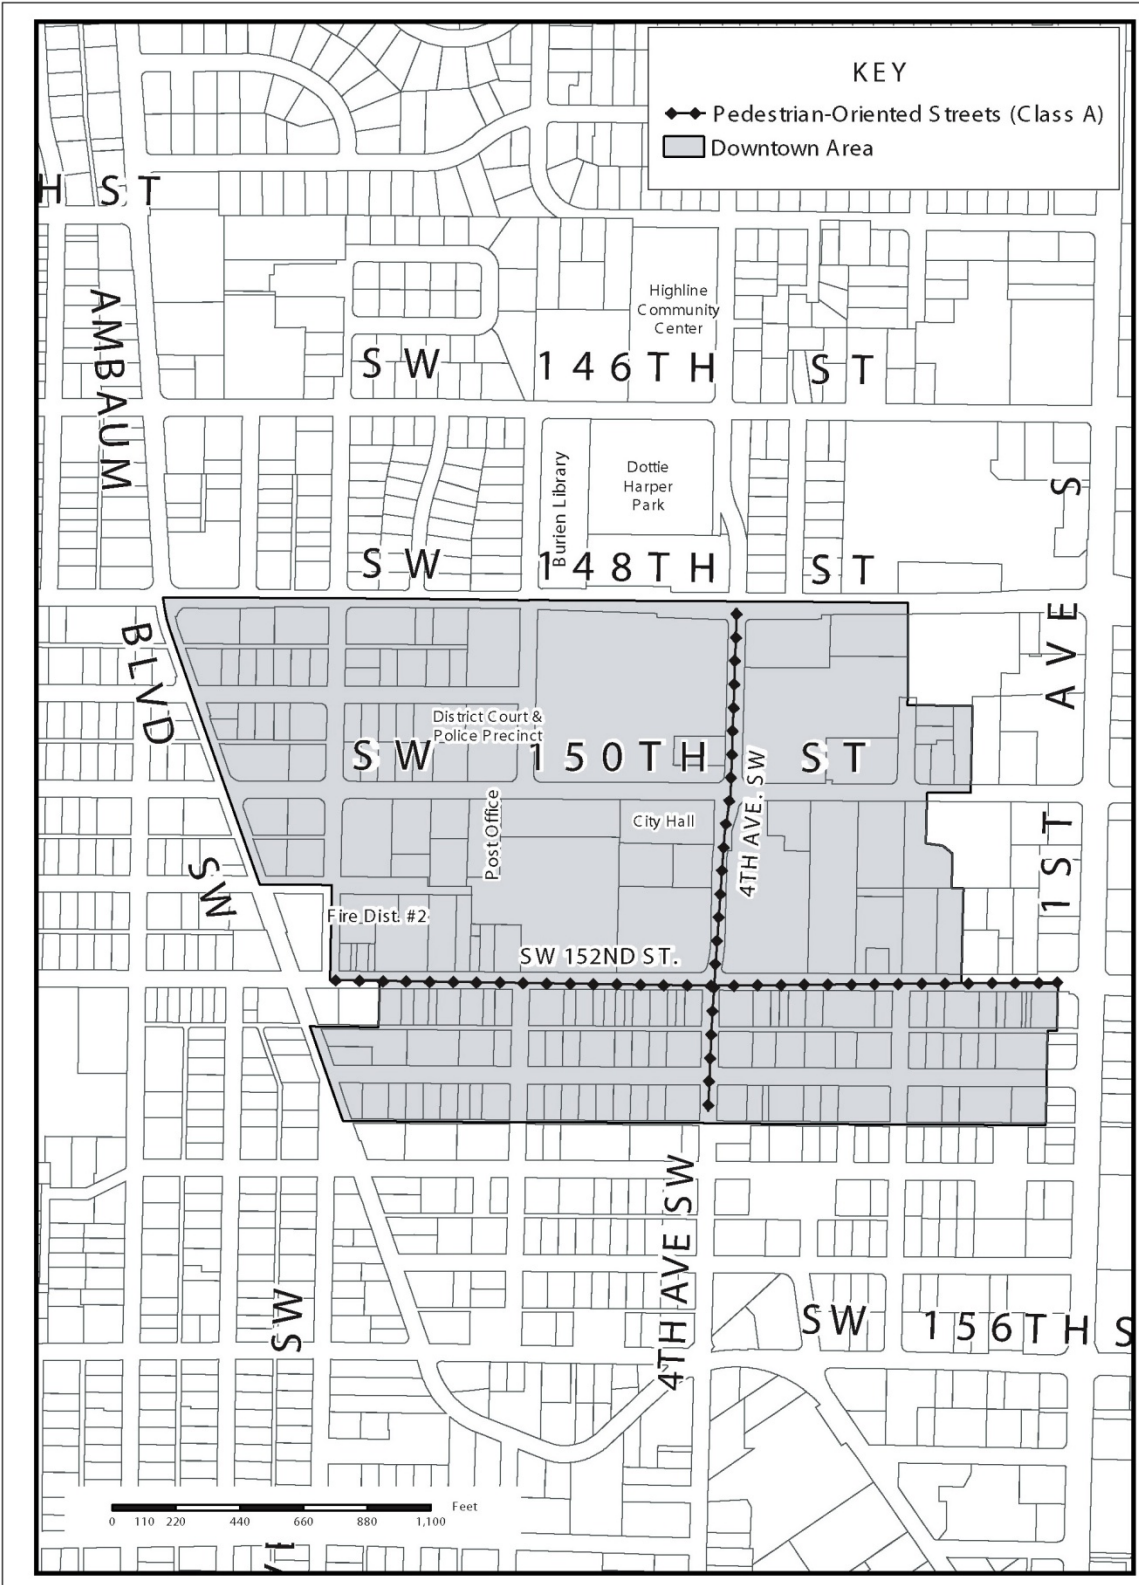 KEY
Pedestrian-Oriented Streets (Class A)
Downtown Area
H ST
AMBAUM
Highline
Community
Center
SW 146TH ST
Burien Library
Dottie
Harper
Park
S
SW 148TH ST
BLVD
AVE
District Court &
Police Precinct
SW 150TH ST
4TH AVE. SW
Post Office
City Hall
1ST
SW
Fire Dist. #2
SW 152ND ST.
4TH AVE SW
SW
SW 156TH S
Feet
0 110 220 440 660 880 1,100